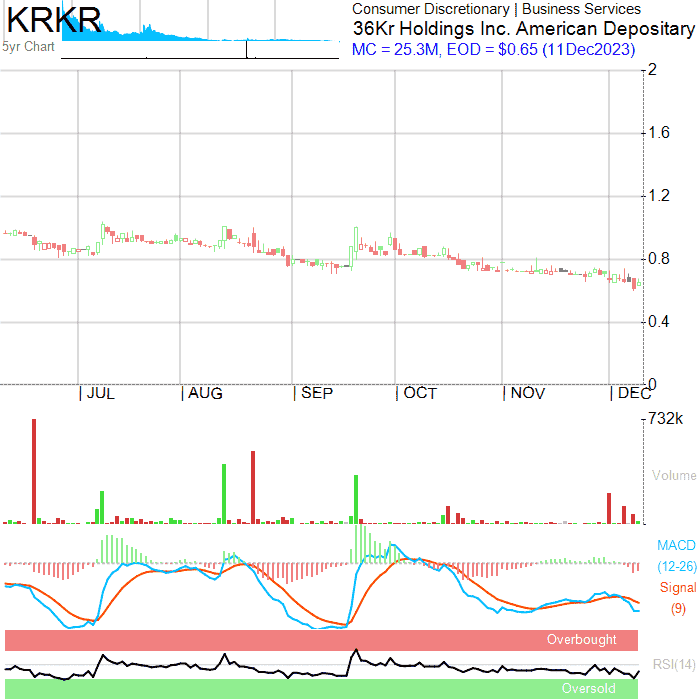 KRKR
5yr Chart
Consumer Discretionary | Business Services
36Kr Holdings Inc. American Depositary
MC = 25.3M, EOD = $0.65 (11Dec2023)
2
1.6
1.2
0.8
0.4
0
| JUL | AUG | SEP | OCT | NOV | DEC
732k
Volume
MACD
(12-26)
Signal
(9)
Overbought
RSI(14)
Oversold